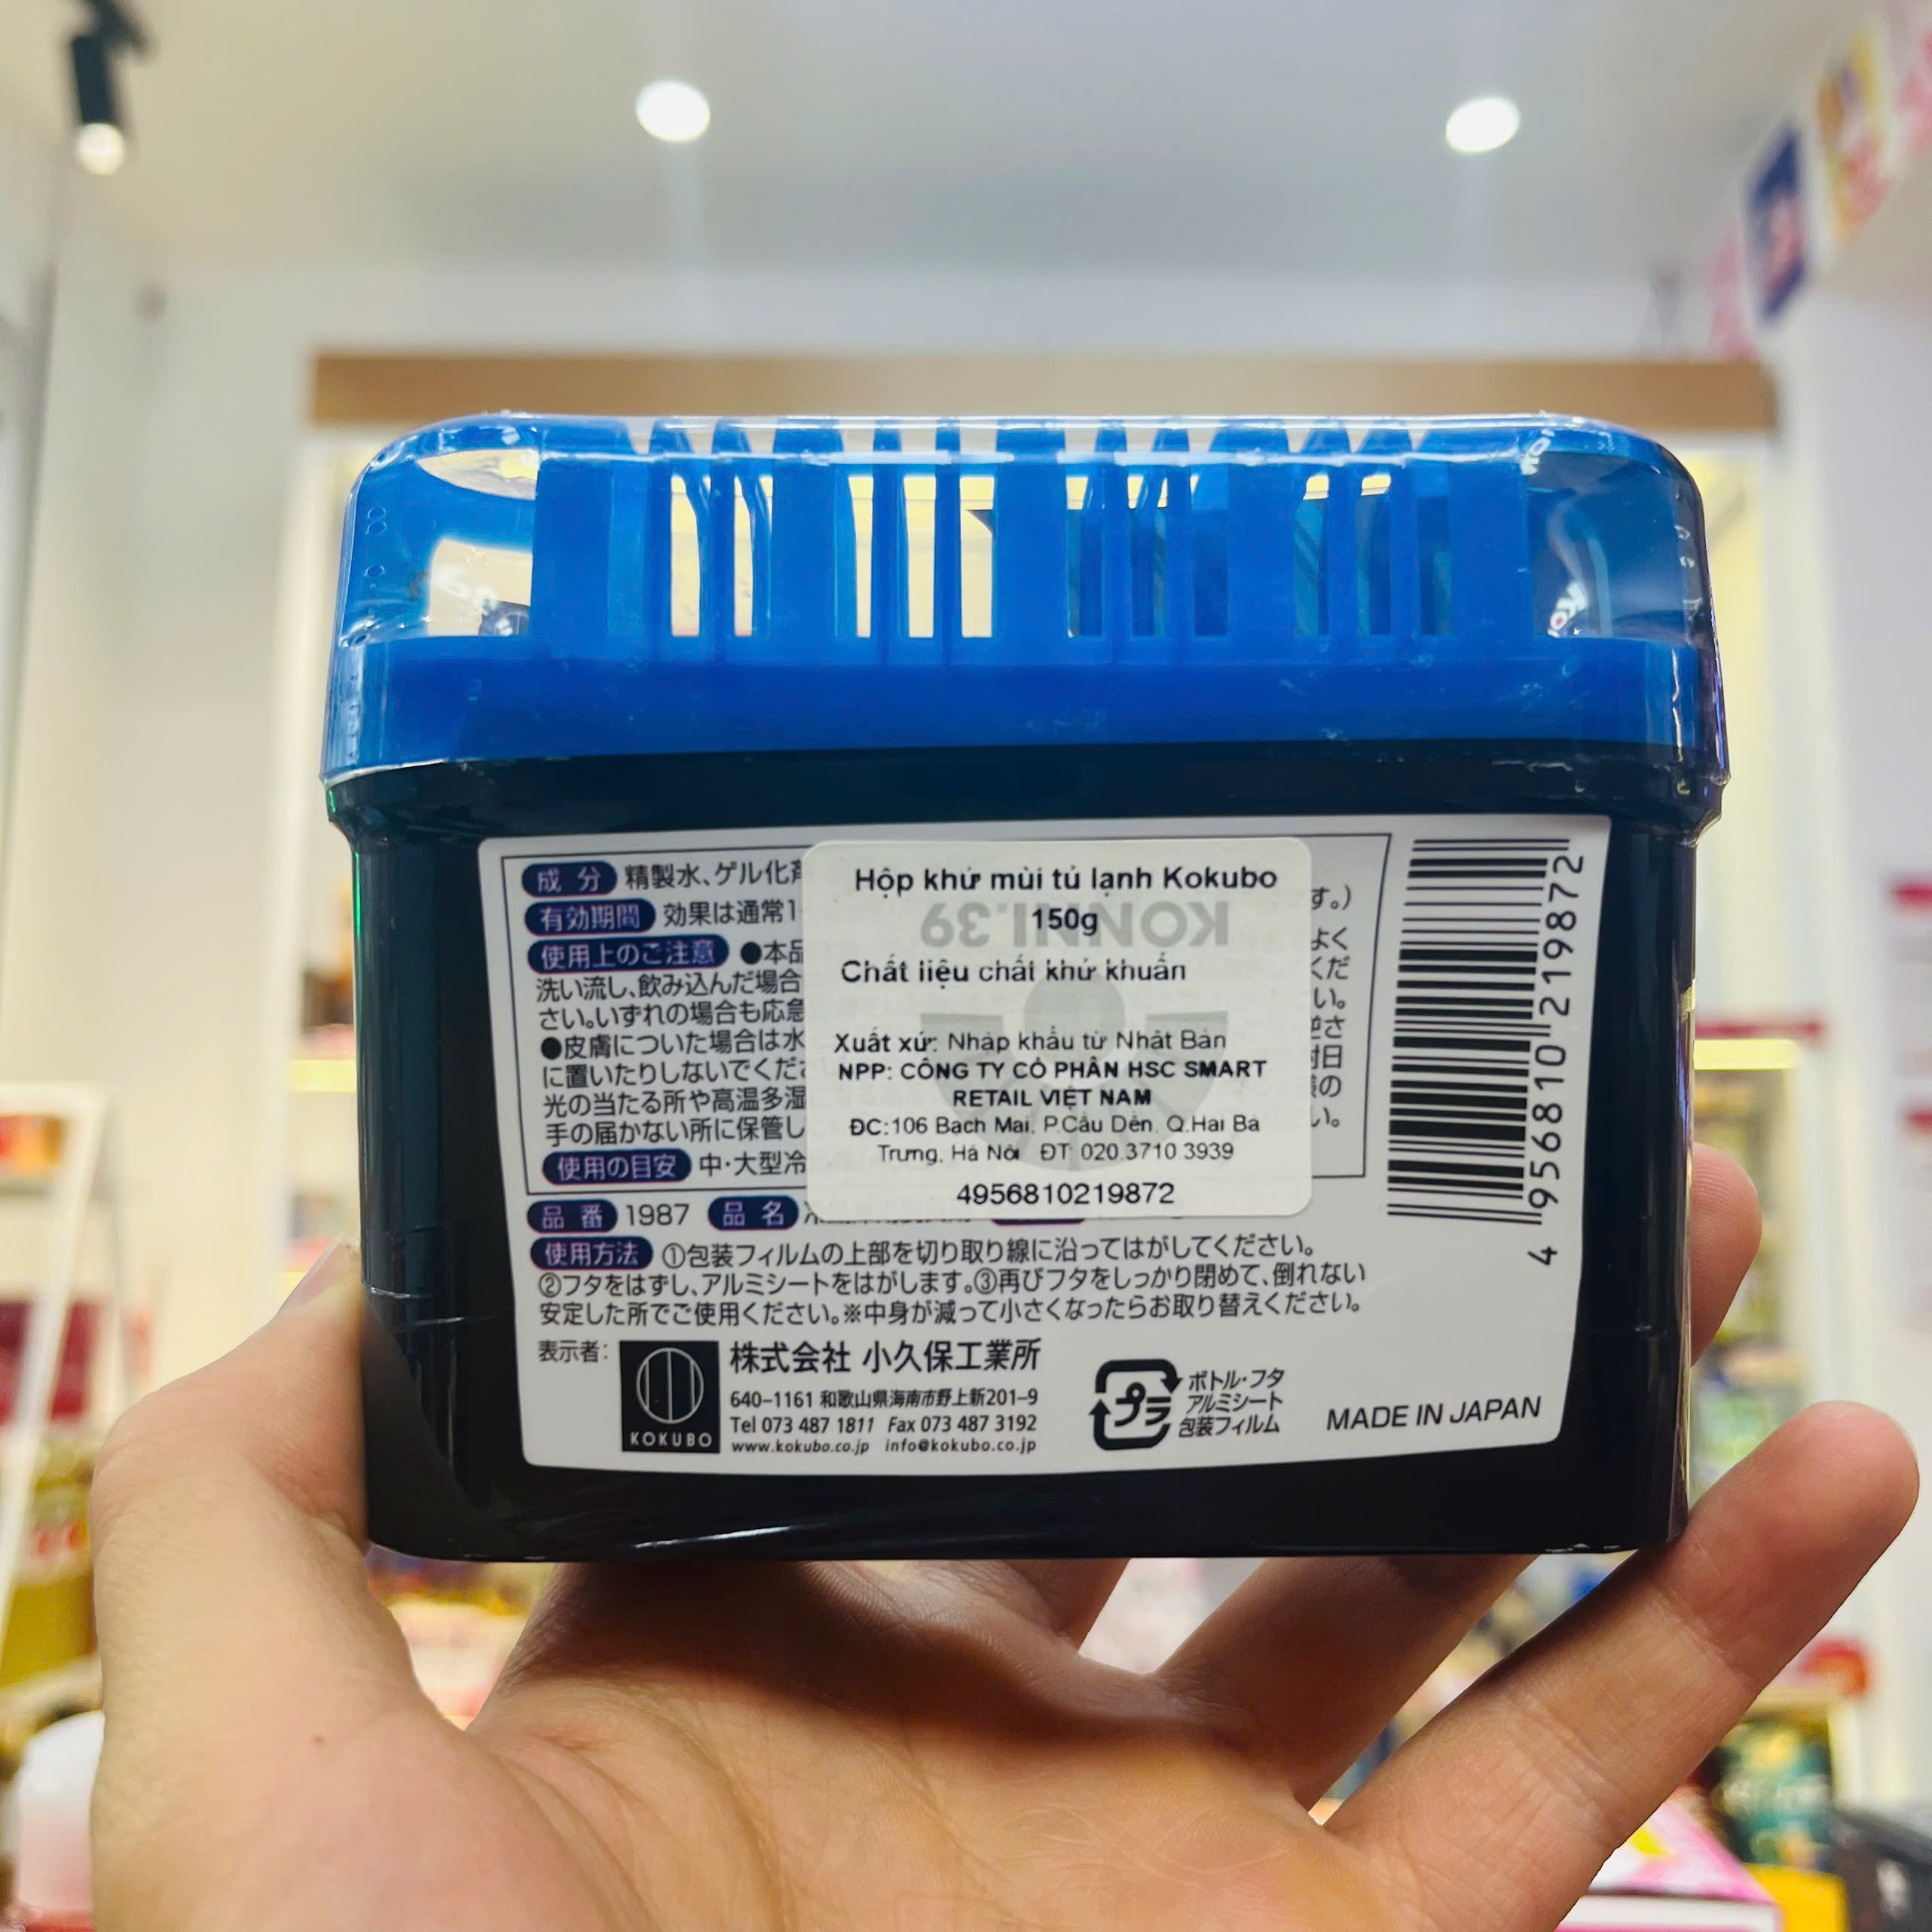 成分 精製水、ゲル化
有効期間 効果は通常1
使用上のご注意 ●本品
洗い流し、飲み込んだ場合
さい。いずれの場合も応急
●皮膚についた場合は水
に置いたりしないでくだ
光の当たる所や高温多湿
手の届かない所に保管し
使用の目安 中・大型冷
す。)
よく
くだ
い。
さ
日
の
い。
Hộp khử mùi tủ lạnh Kokubo
150g
KONNI.39
Chất liệu chất khử khuẩn
Xuất xứ: Nhập khẩu từ Nhật Bản
NPP: CÔNG TY CỔ PHẦN HSC SMART
RETAIL VIỆT NAM
ĐC:106 Bạch Mai, P.Cầu Dền, Q.Hai Bà
Trưng, Hà Nội ĐT: 020.3710.3939
4956810219872
品番 1987 品名
使用方法 ①包装フィルムの上部を切り取り線に沿ってはがしてください。
②フタをはずし、アルミシートをはがします。③再びフタをしっかり閉めて、倒れない
安定した所でご使用ください。※中身が減って小さくなったらお取り替えください。
表示者:
KOKUBO
株式会社 小久保工業所
640-1161 和歌山県海南市野上新201-9
Tel 073 487 1811 Fax 073 487 3192
www.kokubo.co.jp info@kokubo.co.jp
プラ
ボトル・フタ
アルミシート
包装フィルム
MADE IN JAPAN
4 956810 219872